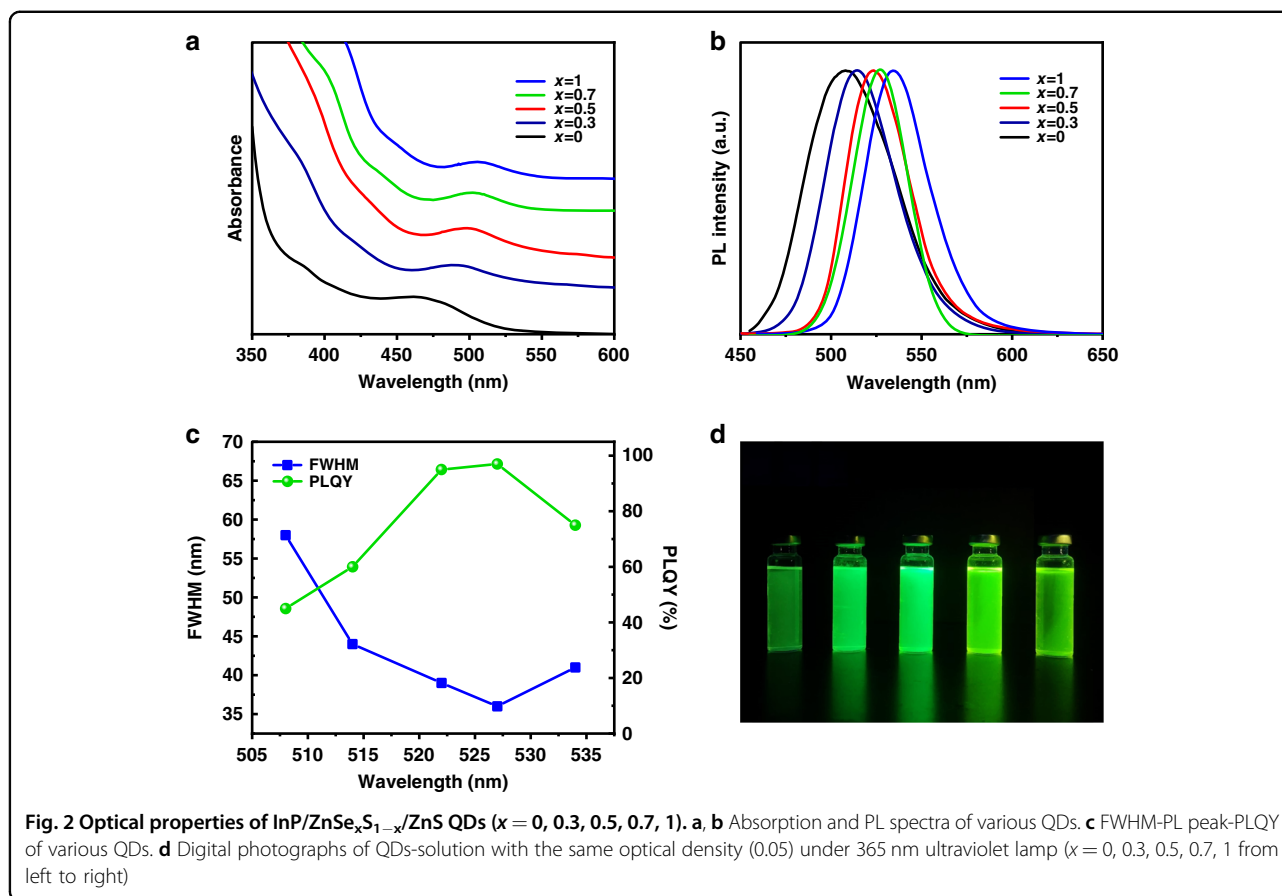 a
Absorbance
x=1
x=0.7
x=0.5
x=0.3
x=0
350 400 450 500 550 600
Wavelength (nm)
b
PL intensity (a.u.)
x=1
x=0.7
x=0.5
x=0.3
x=0
450 500 550 600 650
Wavelength (nm)
c
FWHM (nm)
70
65
60
55
50
45
40
35
FWHM
PLQY
100
80
60
40
20
0
PLQY (%)
505 510 515 520 525 530 535
Wavelength (nm)
d
Fig. 2 Optical properties of InP/ZnSeₓS₁₋ₓ/ZnS QDs (x = 0, 0.3, 0.5, 0.7, 1). a, b Absorption and PL spectra of various QDs. c FWHM-PL peak-PLQY
of various QDs. d Digital photographs of QDs-solution with the same optical density (0.05) under 365 nm ultraviolet lamp (x = 0, 0.3, 0.5, 0.7, 1 from
left to right)